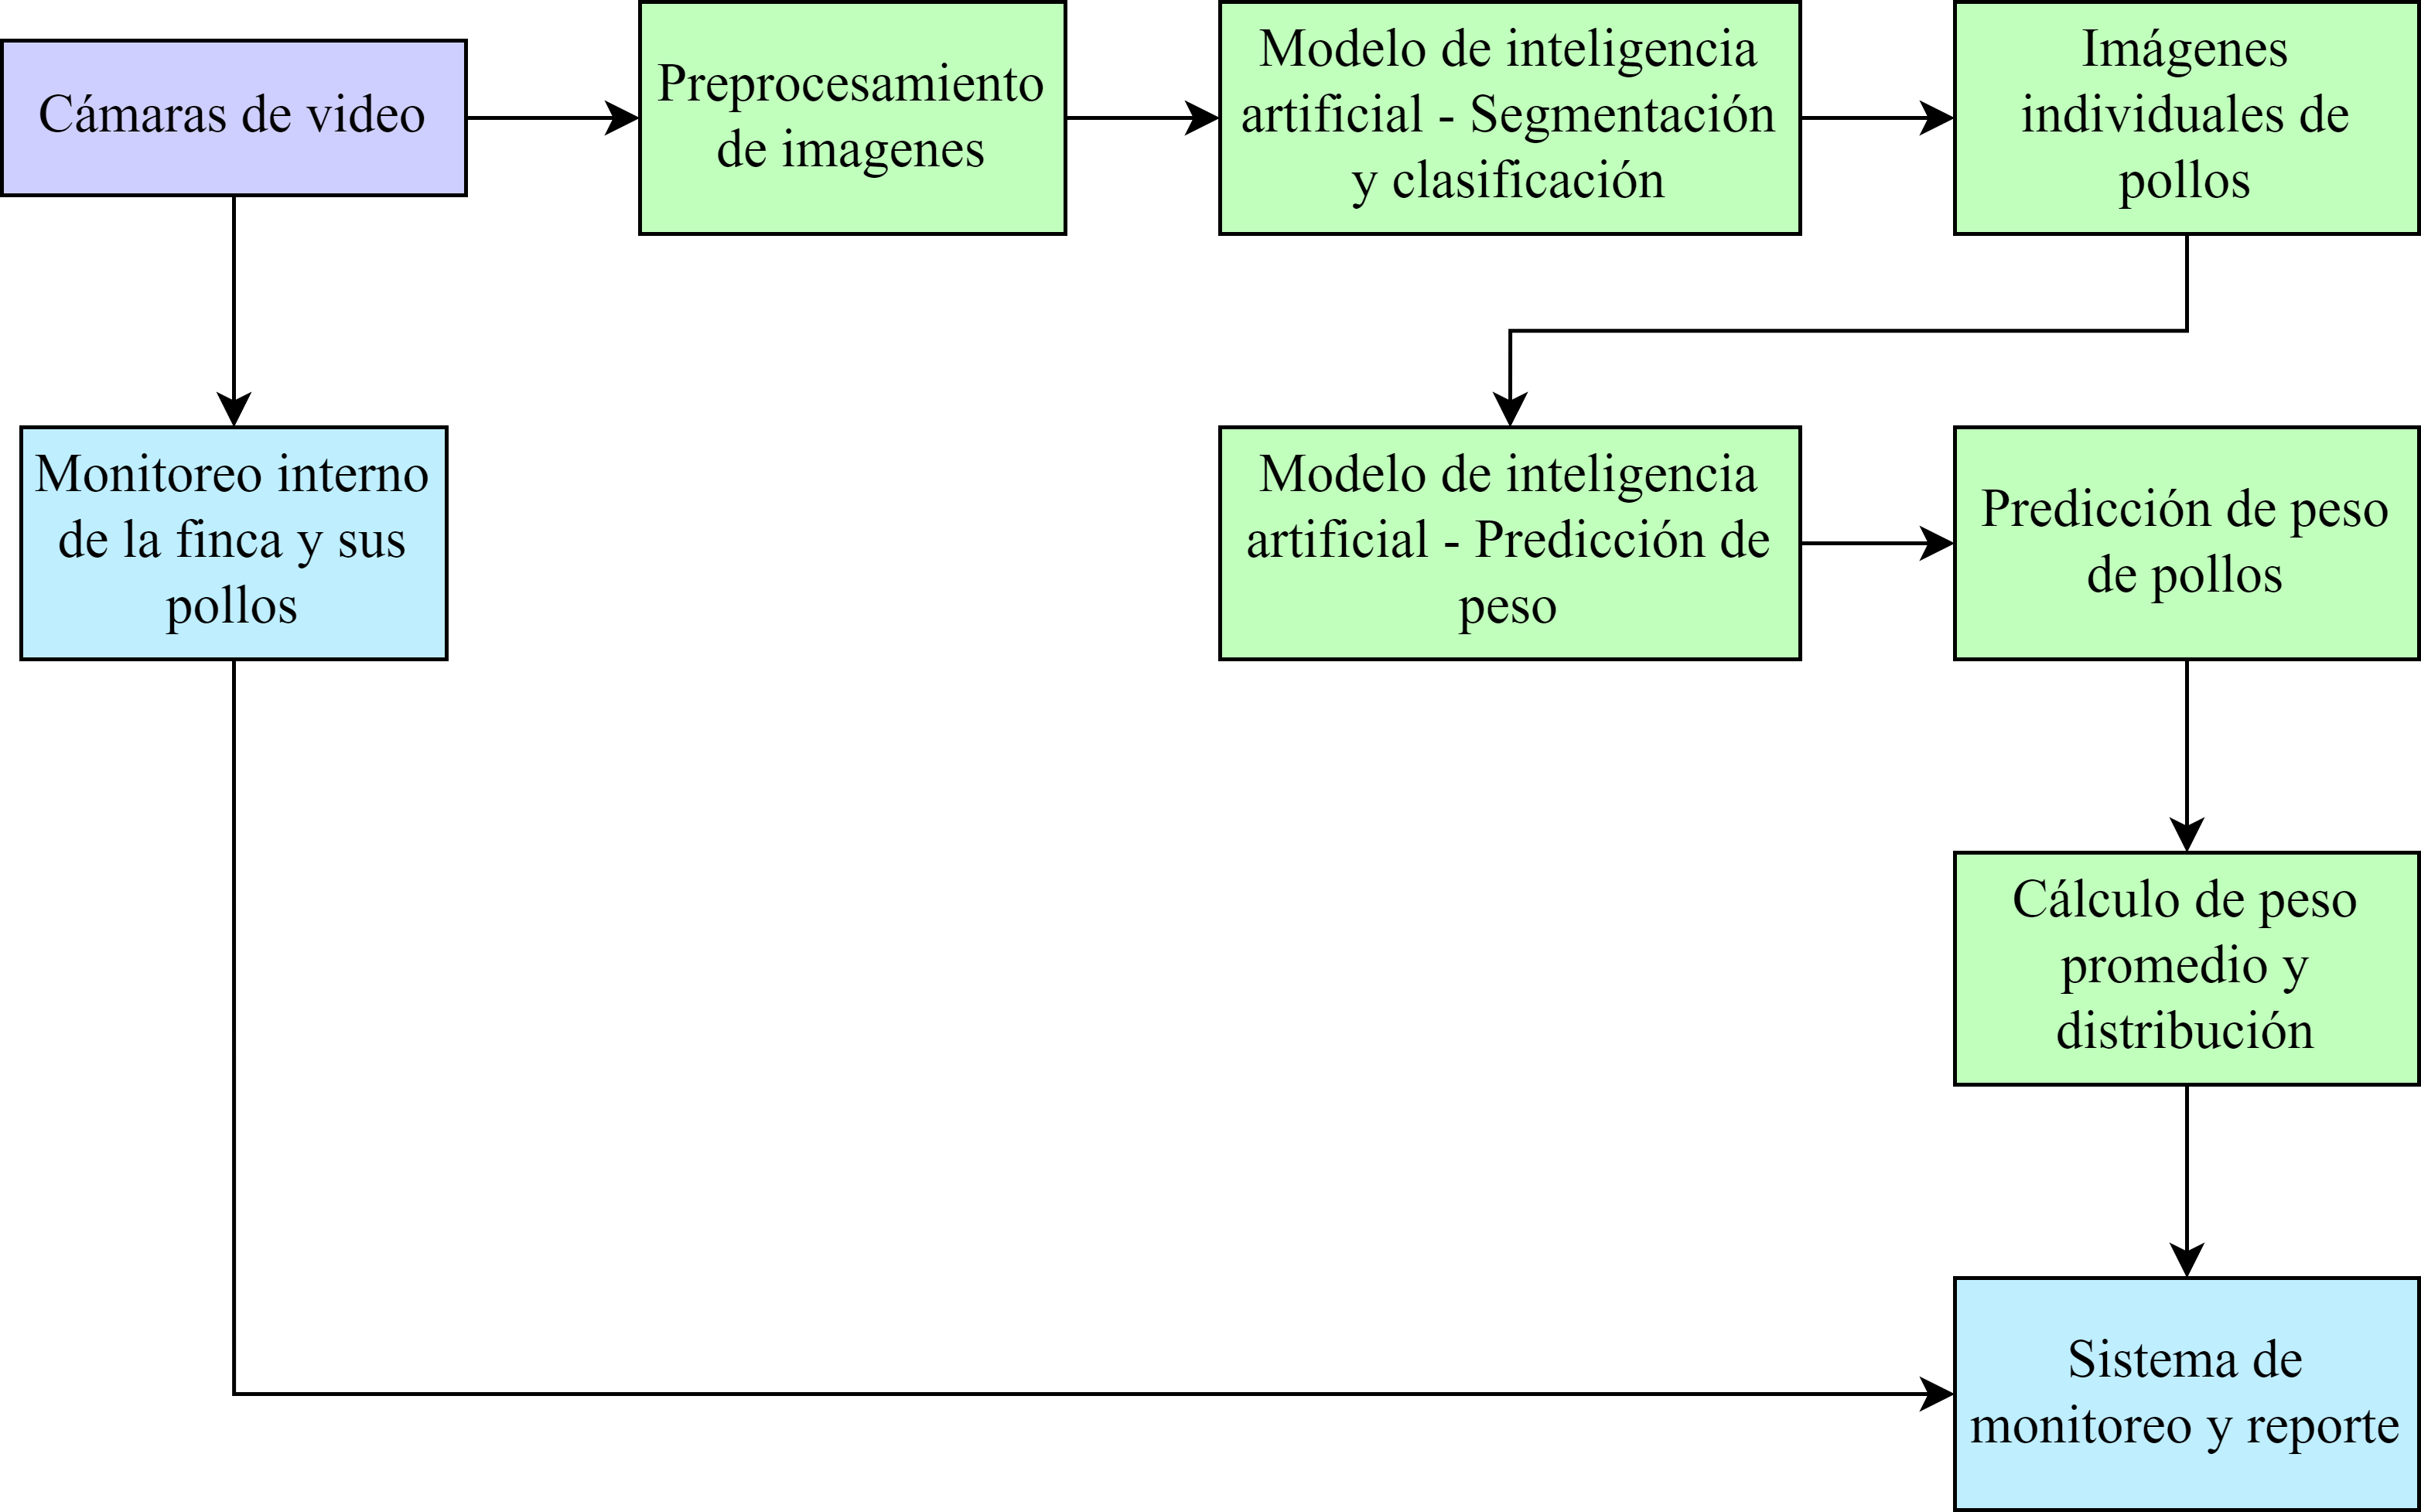 Cámaras de video
Preprocesamiento
de imagenes
Modelo de inteligencia
artificial - Segmentación
y clasificación
Imágenes
individuales de
pollos
Monitoreo interno
de la finca y sus
pollos
Modelo de inteligencia
artificial - Predicción de
peso
Predicción de peso
de pollos
Cálculo de peso
promedio y
distribución
Sistema de
monitoreo y reporte